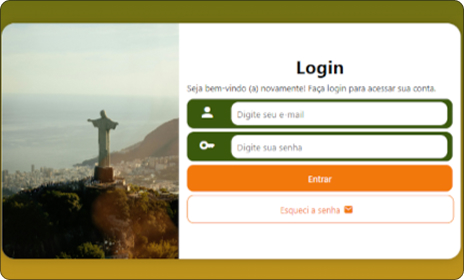 Login
Seja bem-vindo (a) novamente! Faça login para acessar sua conta.
Digite seu e-mail
Digite sua senha
Entrar
Esqueci a senha